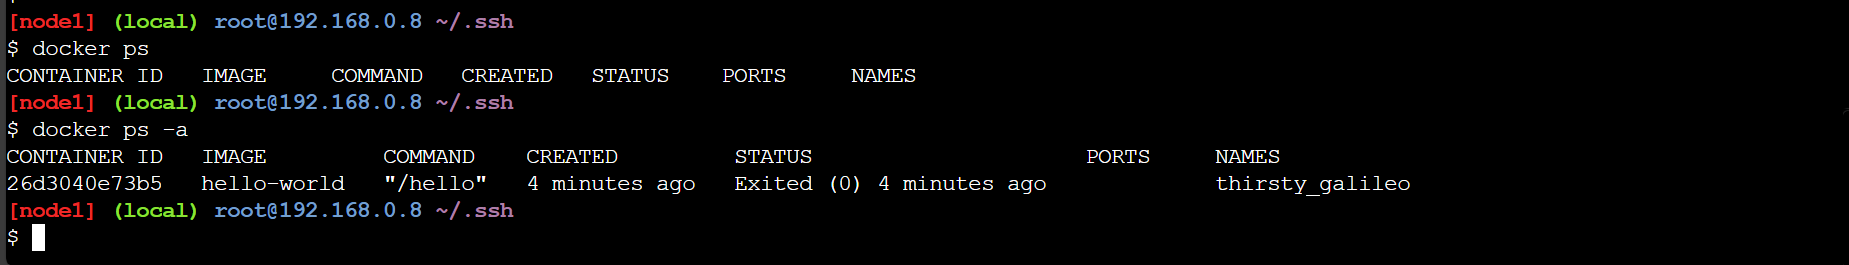 [node1] (local) root@192.168.0.8 ~/.ssh
$ docker ps
CONTAINER ID   IMAGE     COMMAND   CREATED   STATUS    PORTS     NAMES
[node1] (local) root@192.168.0.8 ~/.ssh
$ docker ps -a
CONTAINER ID   IMAGE         COMMAND    CREATED         STATUS                     PORTS     NAMES
26d3040e73b5   hello-world   "/hello"   4 minutes ago   Exited (0) 4 minutes ago             thirsty_galileo
[node1] (local) root@192.168.0.8 ~/.ssh
$